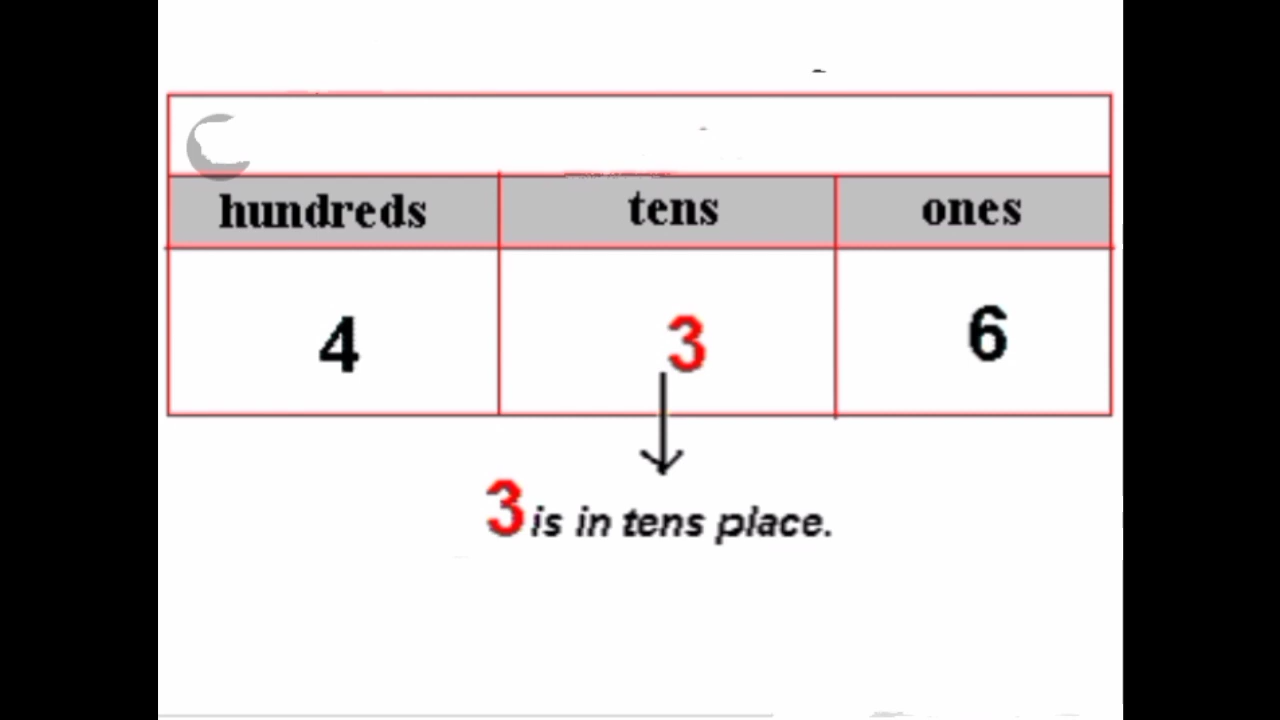 hundreds tens ones
4 3 6
3 is in tens place.